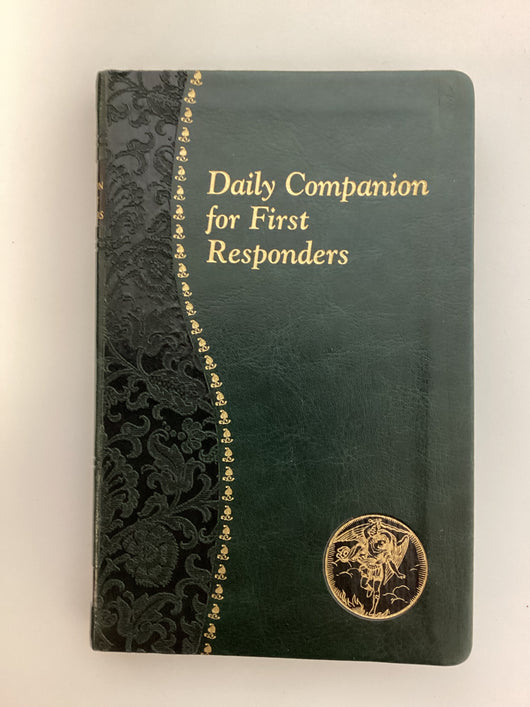 Daily Companion
for First
Responders